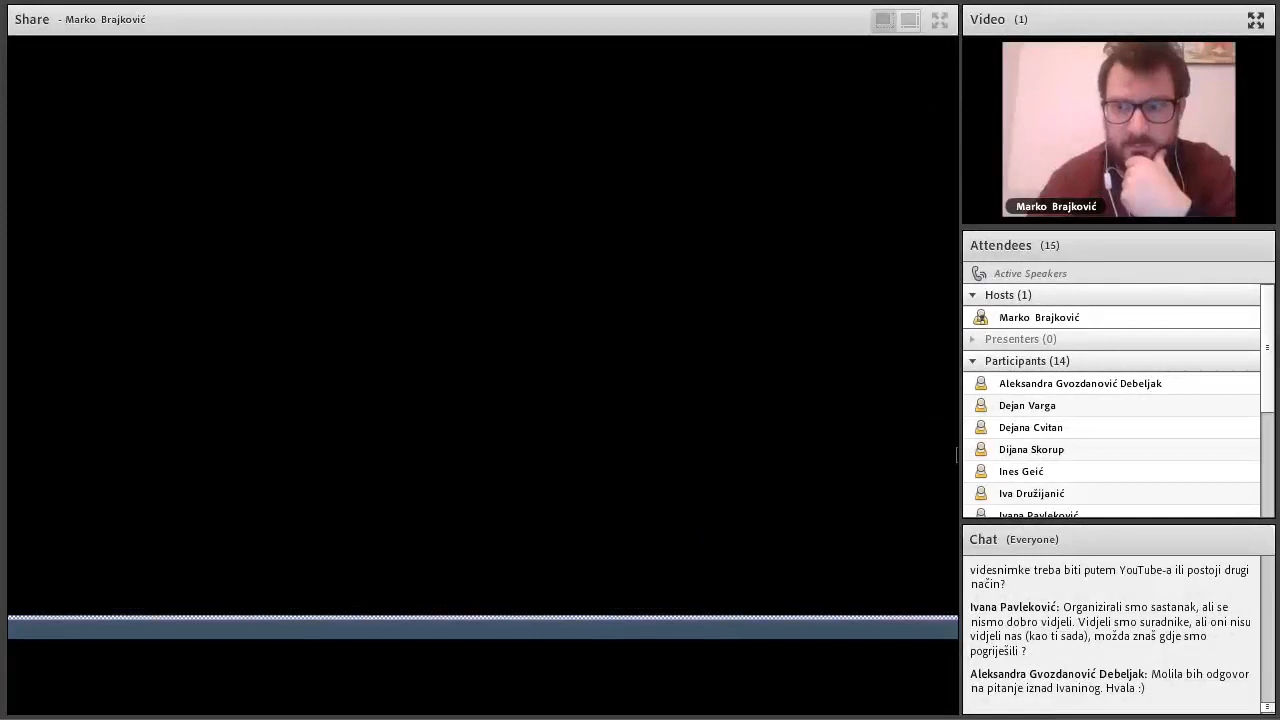 Share - Marko Brajković
Video (1)
Marko Brajković
Attendees (15)
Active Speakers
Hosts (1)
Marko Brajković
Presenters (0)
Participants (14)
Aleksandra Gvozdanović Debeljak
Dejan Varga
Dejana Cvitan
Dijana Skorup
Ines Geić
Iva Družijanić
Ivana Pavleković
Chat (Everyone)
videsnimke treba biti putem YouTube-a ili postoji drugi
način?
Ivana Pavleković: Organizirali smo sastanak, ali se
nismo dobro vidjeli. Vidjeli smo suradnike, ali oni nisu
vidjeli nas (kao ti sada), možda znaš gdje smo
pogriješili ?
Aleksandra Gvozdanović Debeljak: Molila bih odgovor
na pitanje iznad Ivaninog. Hvala :)